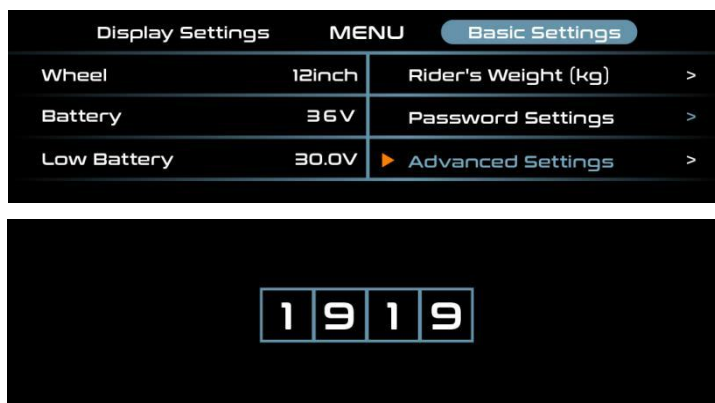 Display Settings MENU Basic Settings
Wheel 12inch Rider's Weight (kg) >
Battery 36V Password Settings >
Low Battery 30.0V Advanced Settings >
1919